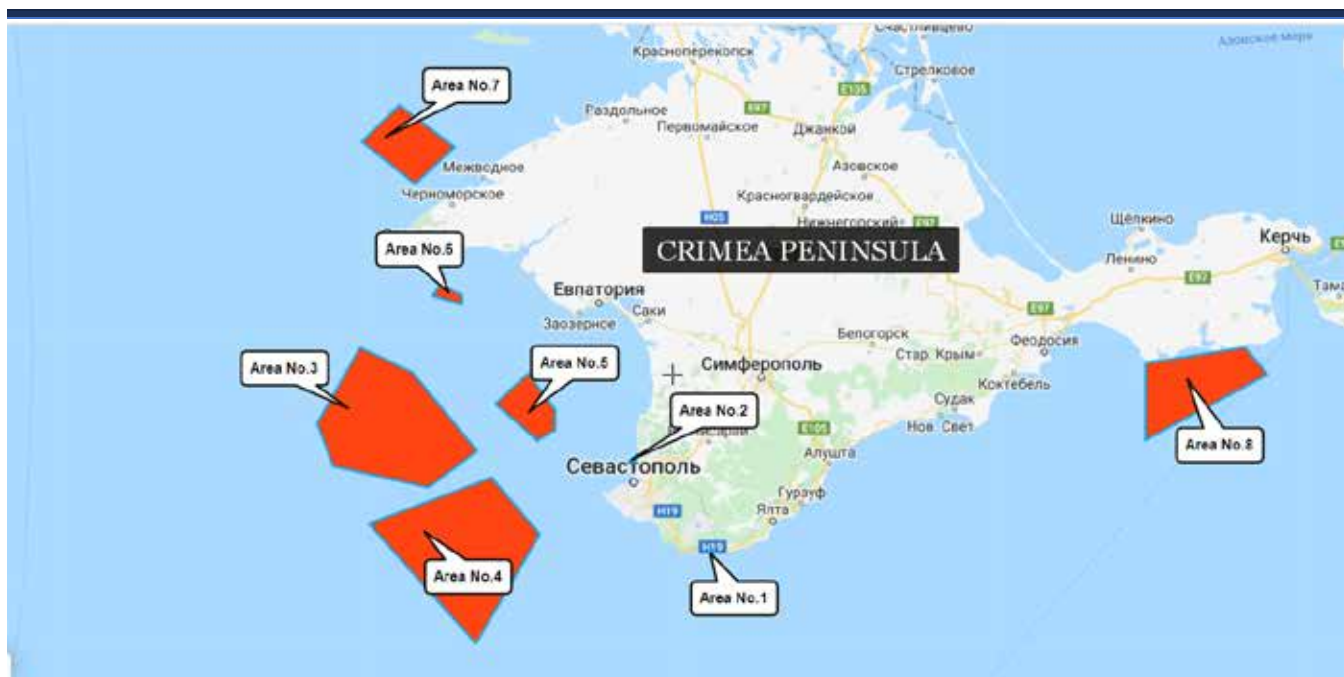 Счастливцево
Азовское море
Красноперекопск
Стрелковое
Area No.7
E105
E97
Раздольное
Первомайское
Джанкой
Межводное
Азовское
Черноморское
Красногвардейское
H05
Нижнегорский
E97
Щёлкино
Area No.6
CRIMEA PENINSULA
Керчь
Ленино
E97
Евпатория
Саки
Заозерное
E97
Белогорск
Феодосия
Area No.3
Area No.5
Симферополь
Стар. Крым
Коктебель
Area No.2
Судак
Нов. Свет
E105
Area No.8
Севастополь
Алушта
Гурзуф
H19
Ялта
H19
Area No.4
Area No.1